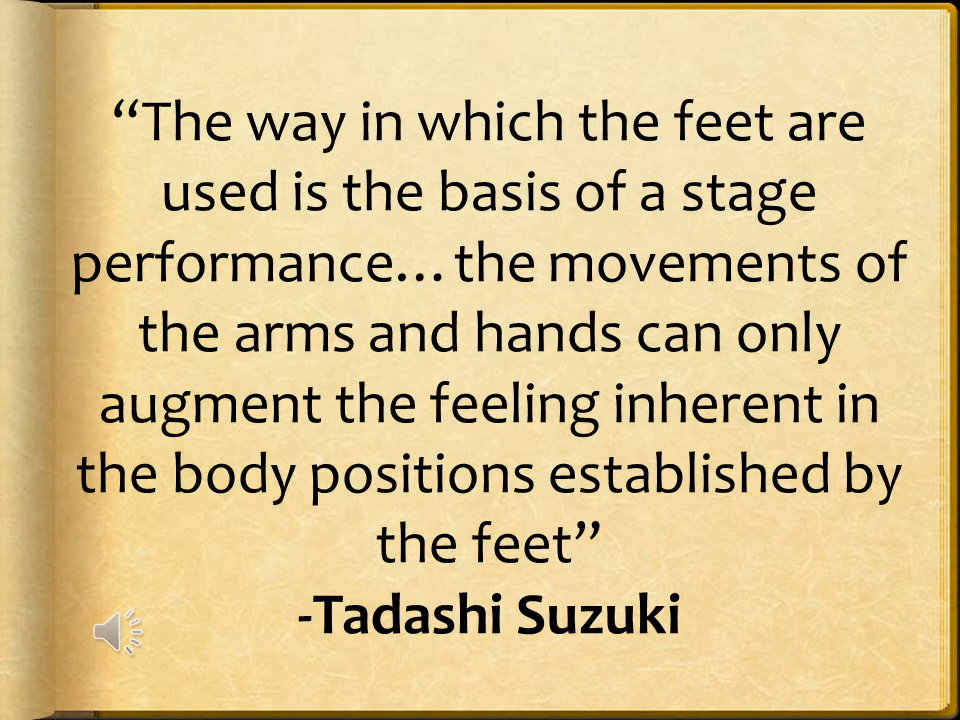 “The way in which the feet are
used is the basis of a stage
performance…the movements of
the arms and hands can only
augment the feeling inherent in
the body positions established by
the feet”
-Tadashi Suzuki